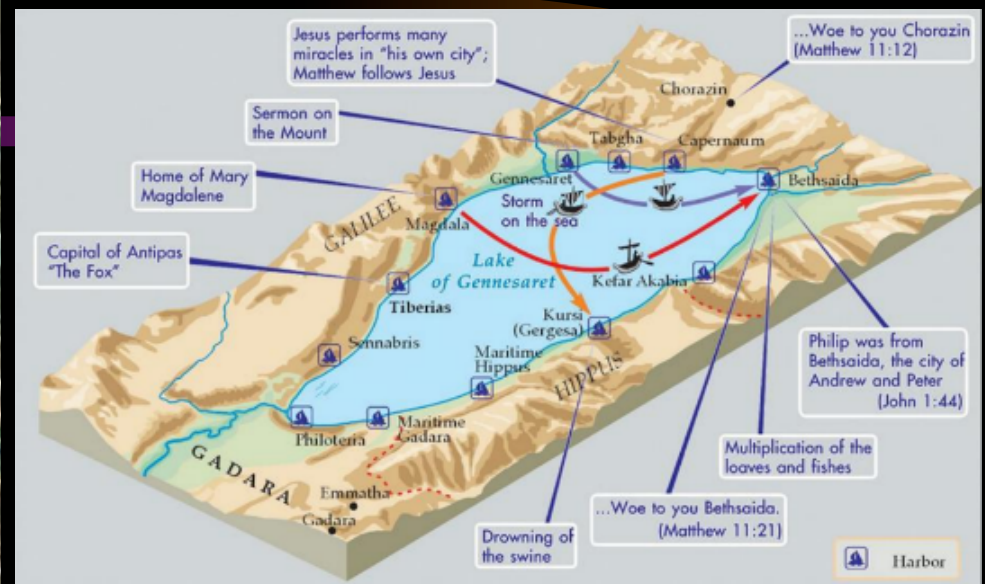 Jesus performs many
miracles in "his own city";
Matthew follows Jesus
...Woe to you Chorazin
(Matthew 11:12)
Chorazin
Sermon on
the Mount
Tabgha
Capernaum
Home of Mary
Magdalene
Gennesaret
Bethsaida
Storm
on the sea
GALILEE
Magdala
Capital of Antipas
"The Fox"
Lake
of Gennesaret
Kefar Akabia
Tiberias
Kursi
(Gergesa)
Sennabris
Maritime
Hippus
HIPPUS
Philip was from
Bethsaida, the city of
Andrew and Peter
(John 1:44)
Philoteria
Maritime
Gadara
GADARA
Multiplication of the
loaves and fishes
Emmatha
Gadara
...Woe to you Bethsaida.
(Matthew 11:21)
Drowning of
the swine
Harbor